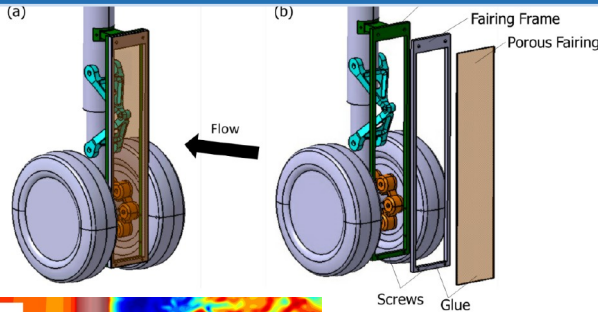 (a)
(b)
Fairing Frame
Porous Fairing
Flow
Screws
Glue